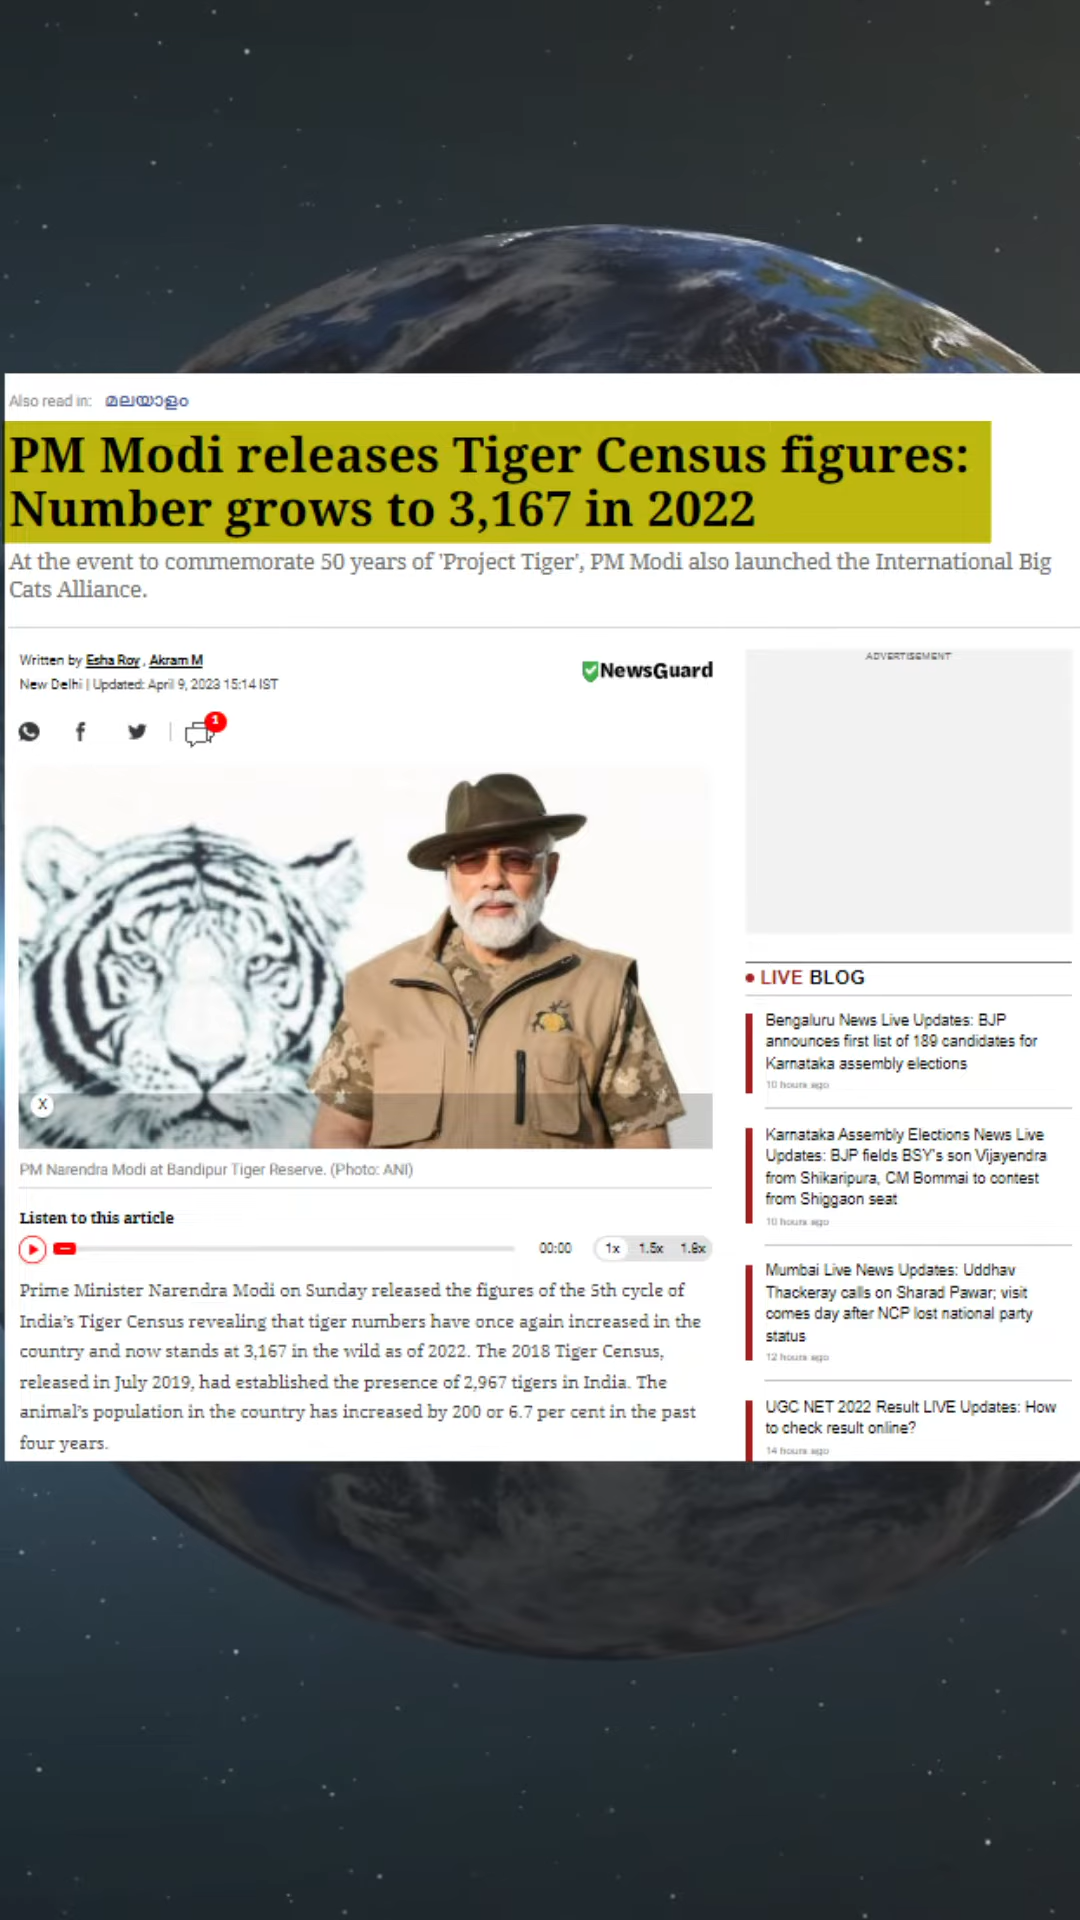 Also read in: മലയാളം
PM Modi releases Tiger Census figures:
Number grows to 3,167 in 2022
At the event to commemorate 50 years of 'Project Tiger', PM Modi also launched the International Big
Cats Alliance.
Written by Esha Roy , Akram M
New Delhi | Updated: April 9, 2023 15:14 IST
NewsGuard
1
X
PM Narendra Modi at Bandipur Tiger Reserve. (Photo: ANI)
Listen to this article
00:00 1x 1.5x 1.8x
Prime Minister Narendra Modi on Sunday released the figures of the 5th cycle of
India's Tiger Census revealing that tiger numbers have once again increased in the
country and now stands at 3,167 in the wild as of 2022. The 2018 Tiger Census,
released in July 2019, had established the presence of 2,967 tigers in India. The
animal's population in the country has increased by 200 or 6.7 per cent in the past
four years.
ADVERTISEMENT
LIVE BLOG
Bengaluru News Live Updates: BJP
announces first list of 189 candidates for
Karnataka assembly elections
10 hours ago
Karnataka Assembly Elections News Live
Updates: BJP fields BSY's son Vijayendra
from Shikaripura, CM Bommai to contest
from Shiggaon seat
10 hours ago
Mumbai Live News Updates: Uddhav
Thackeray calls on Sharad Pawar; visit
comes day after NCP lost national party
status
12 hours ago
UGC NET 2022 Result LIVE Updates: How
to check result online?
14 hours ago